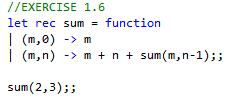 //EXERCISE 1.6
let rec sum = function
| (m,0) -> m
| (m,n) -> m + n + sum(m,n-1);;
sum(2,3);;